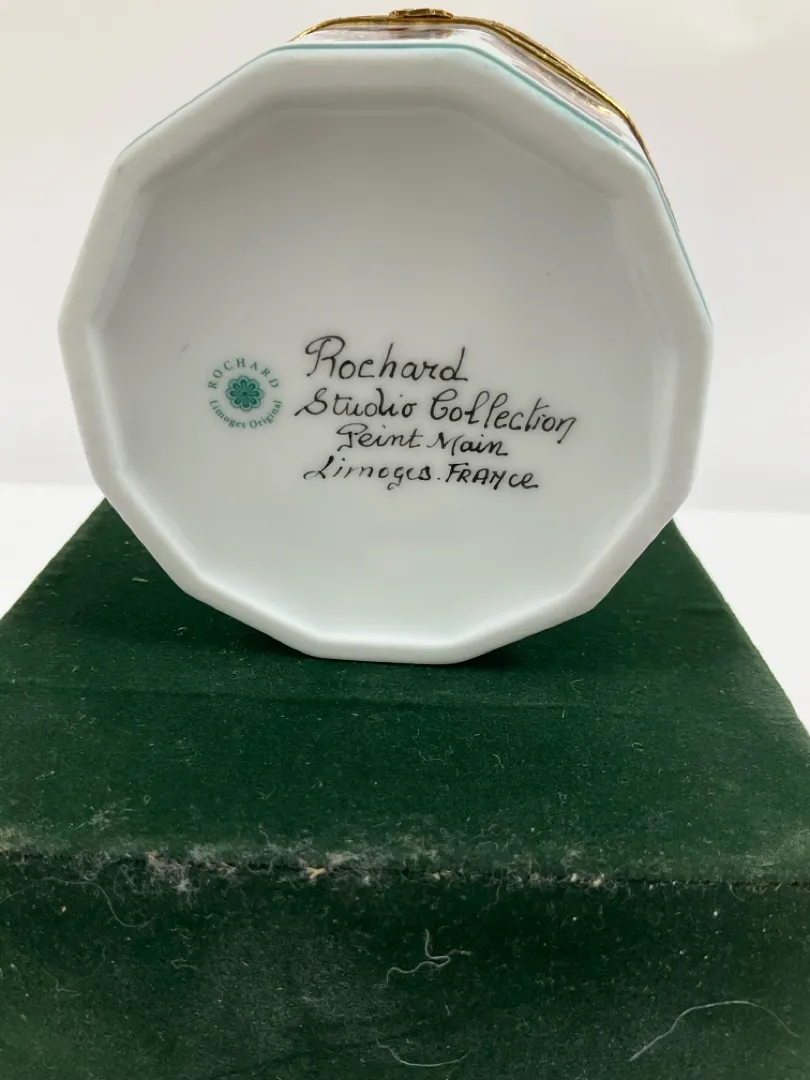 ROCHARD
Limoges Original
Rochard
Studio Collection
Peint Main
Limoges. FRANCE